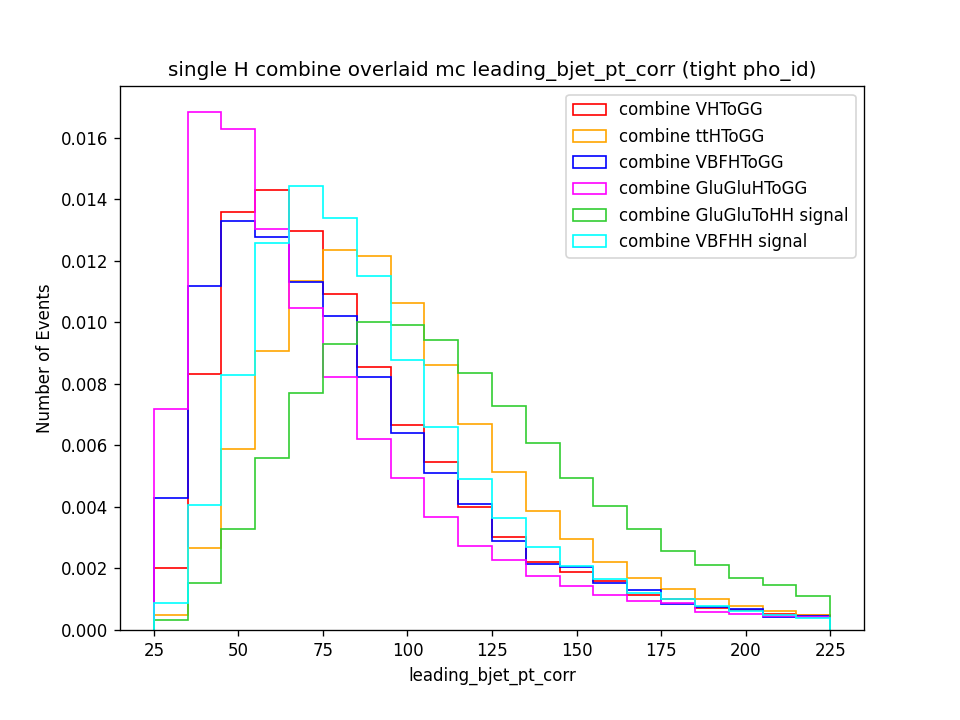 single H combine overlaid mc leading_bjet_pt_corr (tight pho_id)
combine VHToGG
combine ttHToGG
combine VBFHToGG
combine GluGluHToGG
combine GluGluToHH signal
combine VBFHH signal
Number of Events
0.016
0.014
0.012
0.010
0.008
0.006
0.004
0.002
0.000
25 50 75 100 125 150 175 200 225
leading_bjet_pt_corr